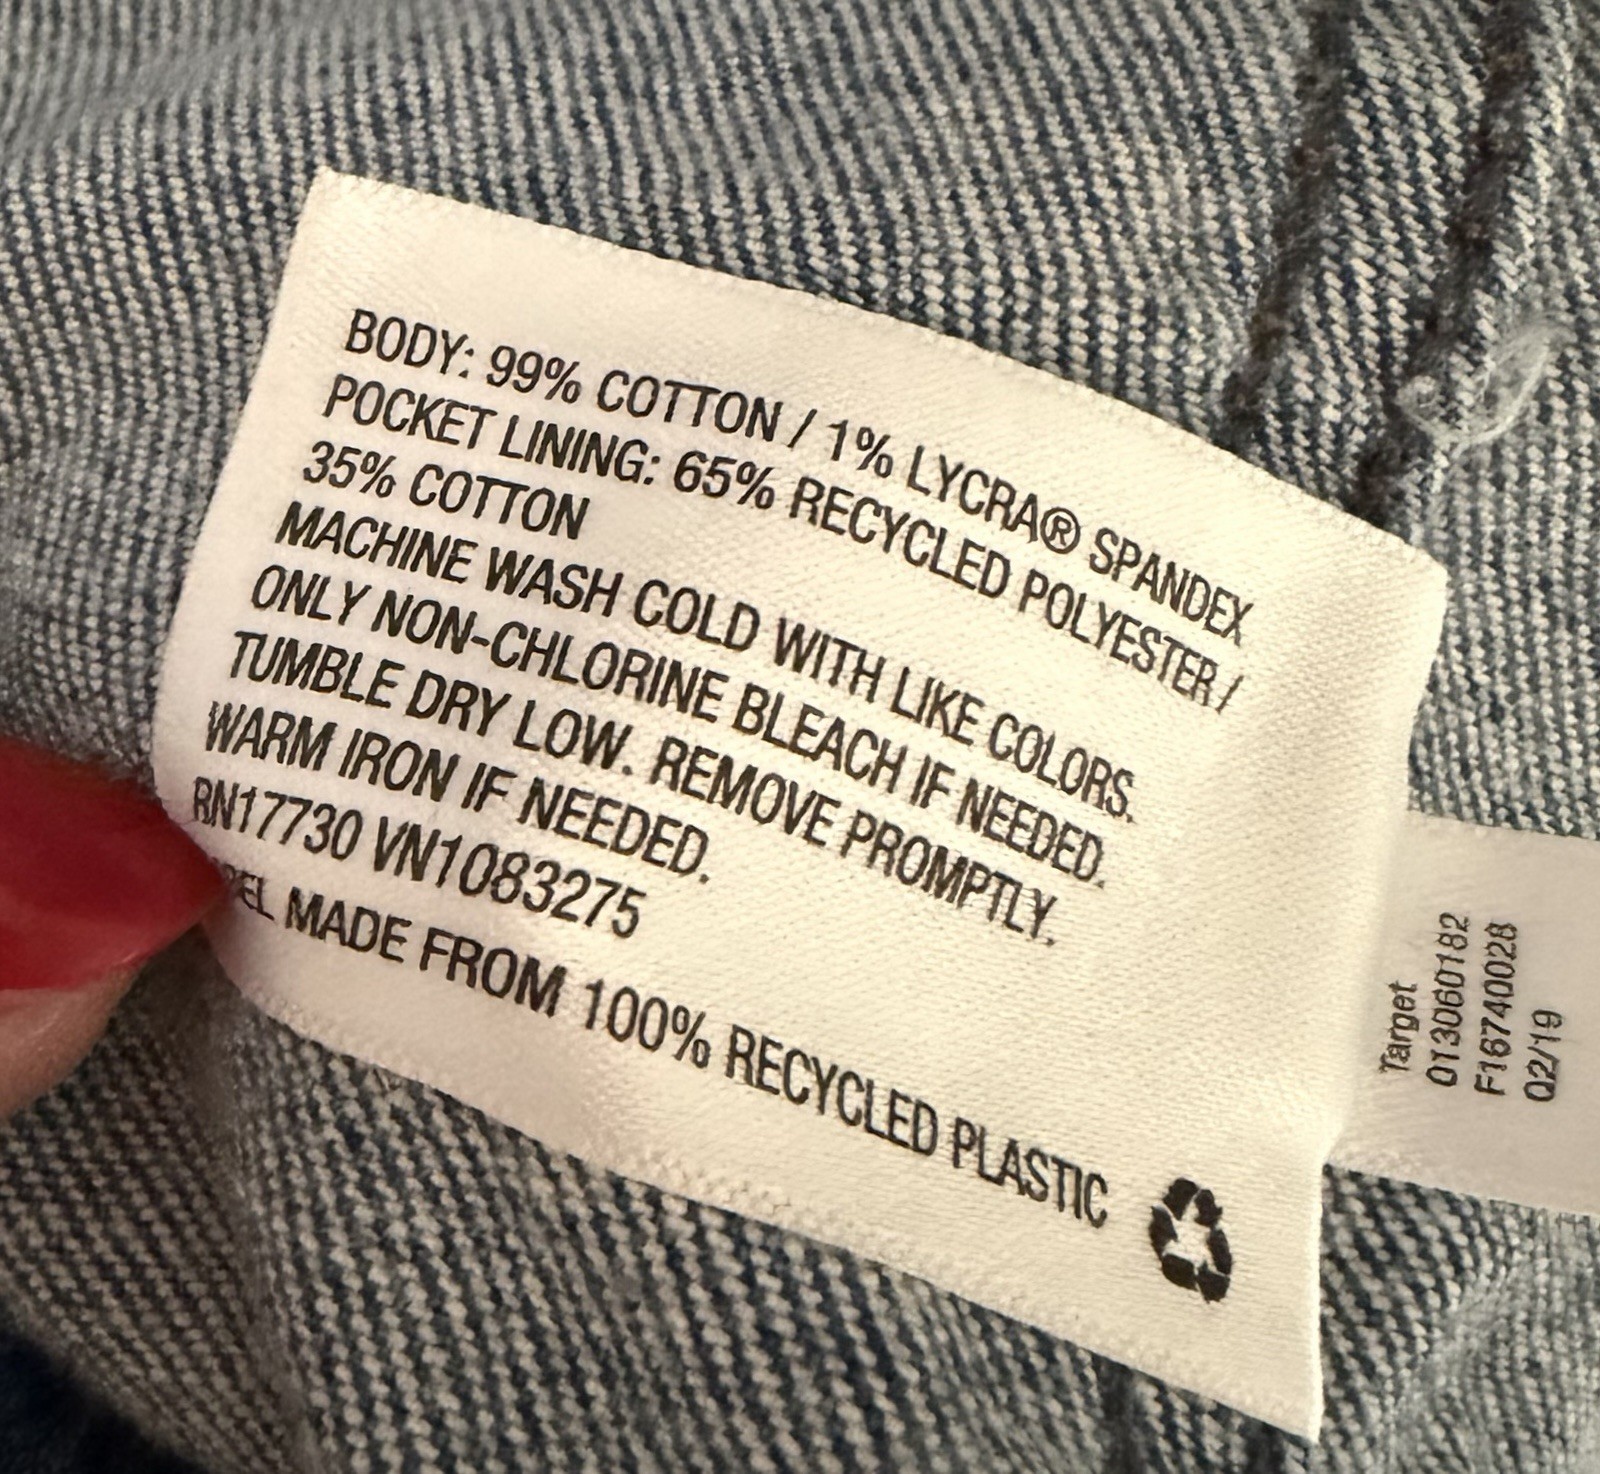 BODY: 99% COTTON / 1% LYCRA® SPANDEX
POCKET LINING: 65% RECYCLED POLYESTER /
35% COTTON
MACHINE WASH COLD WITH LIKE COLORS.
ONLY NON-CHLORINE BLEACH IF NEEDED.
TUMBLE DRY LOW. REMOVE PROMPTLY.
WARM IRON IF NEEDED.
RN17730 VN1083275
MADE FROM 100% RECYCLED PLASTIC
Target
013060182
F16740028
02/19